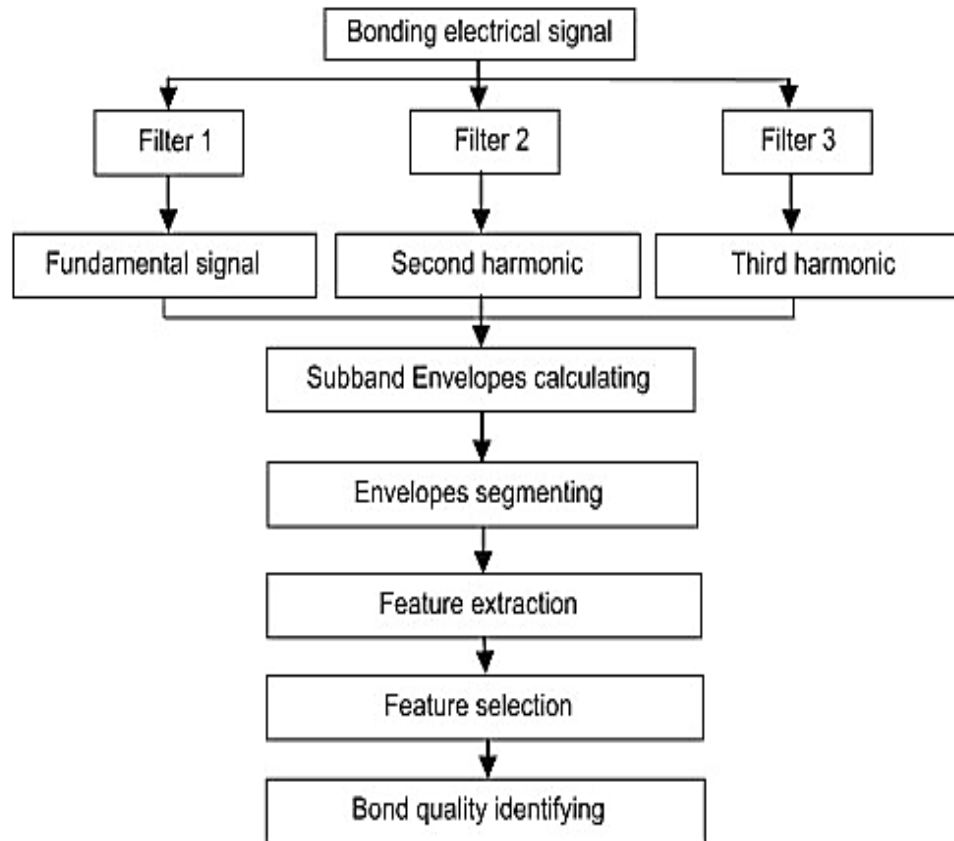 Bonding electrical signal
Filter 1
Filter 2
Filter 3
Fundamental signal
Second harmonic
Third harmonic
Subband Envelopes calculating
Envelopes segmenting
Feature extraction
Feature selection
Bond quality identifying